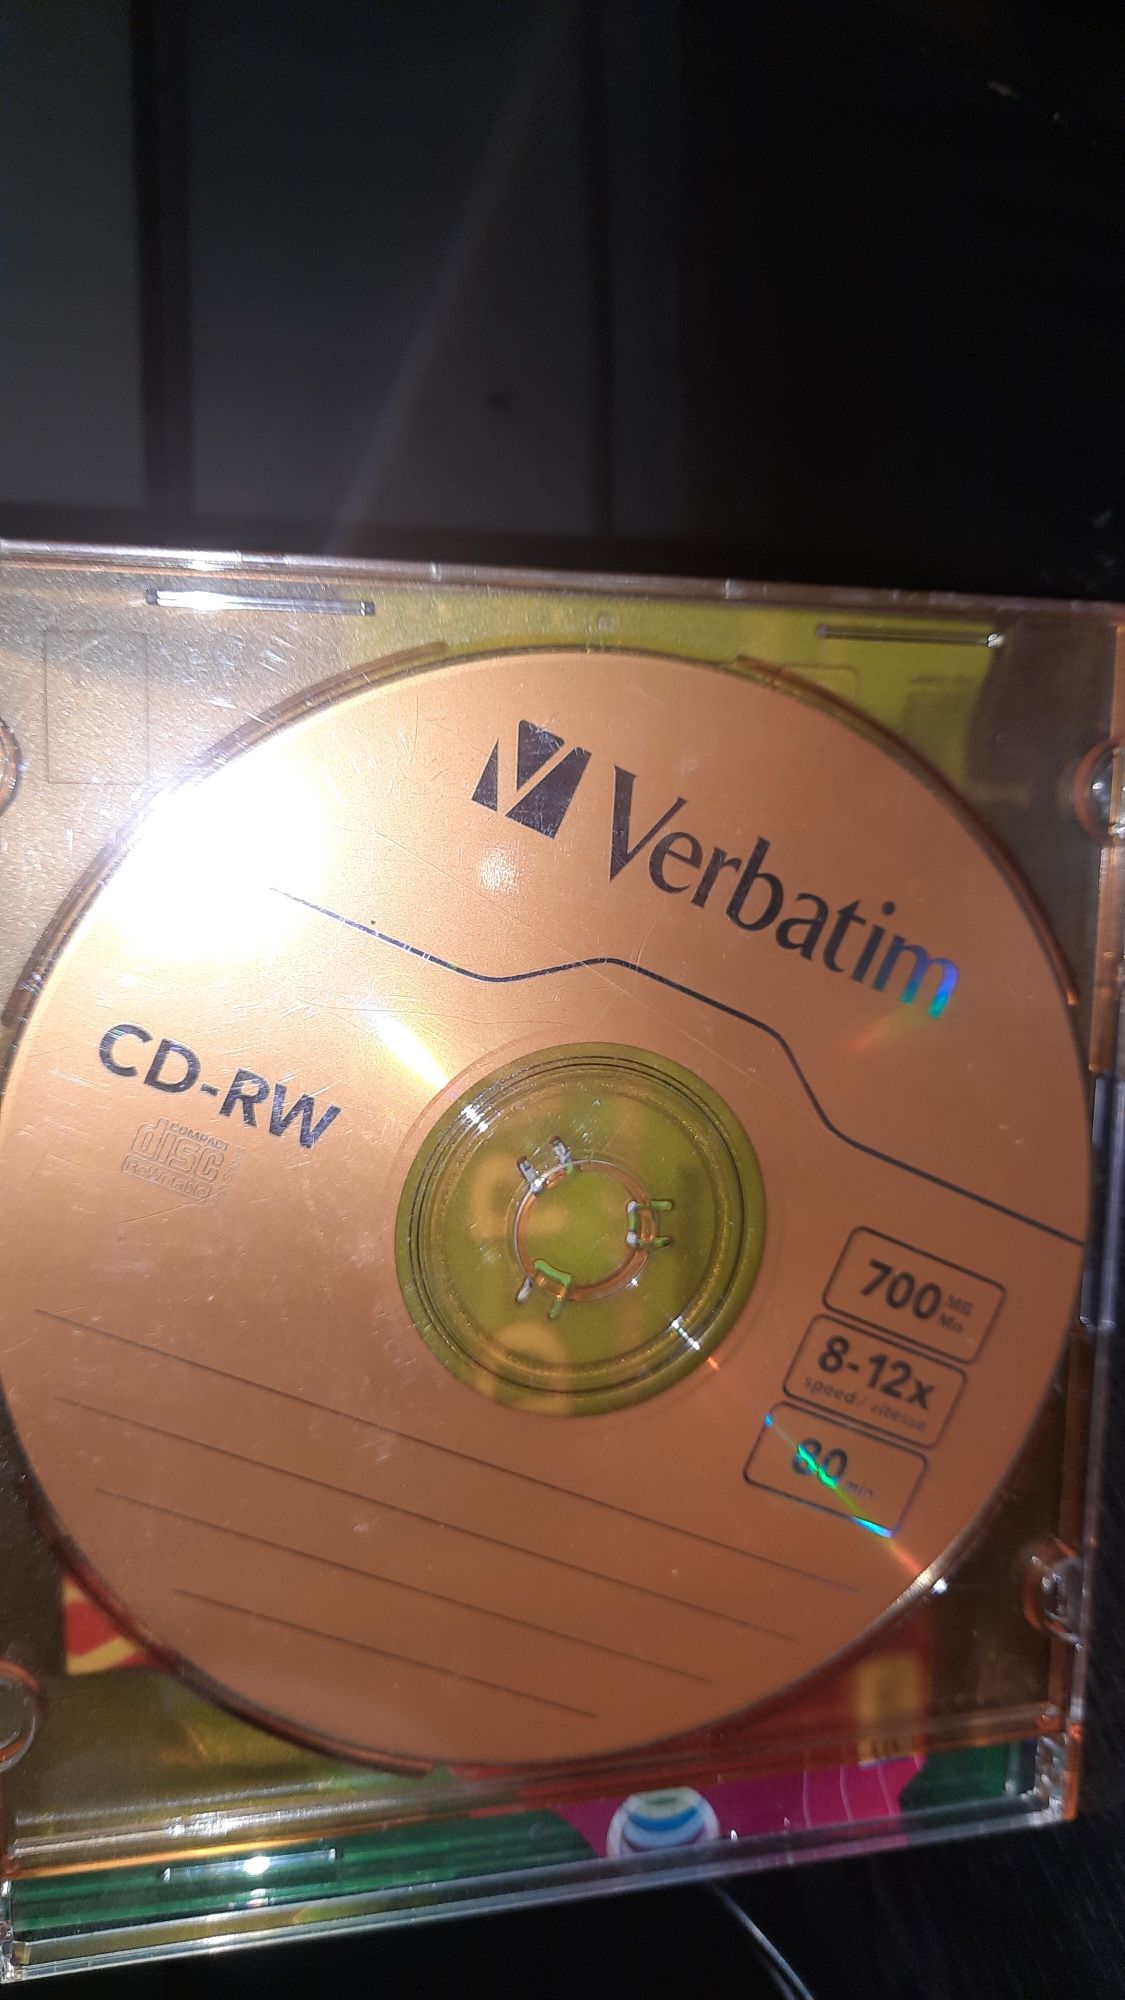 Verbatim
CD-RW
COMPACT
disc
ReWritable
700 MB
Mo
8-12x
speed/vitesse
80 min